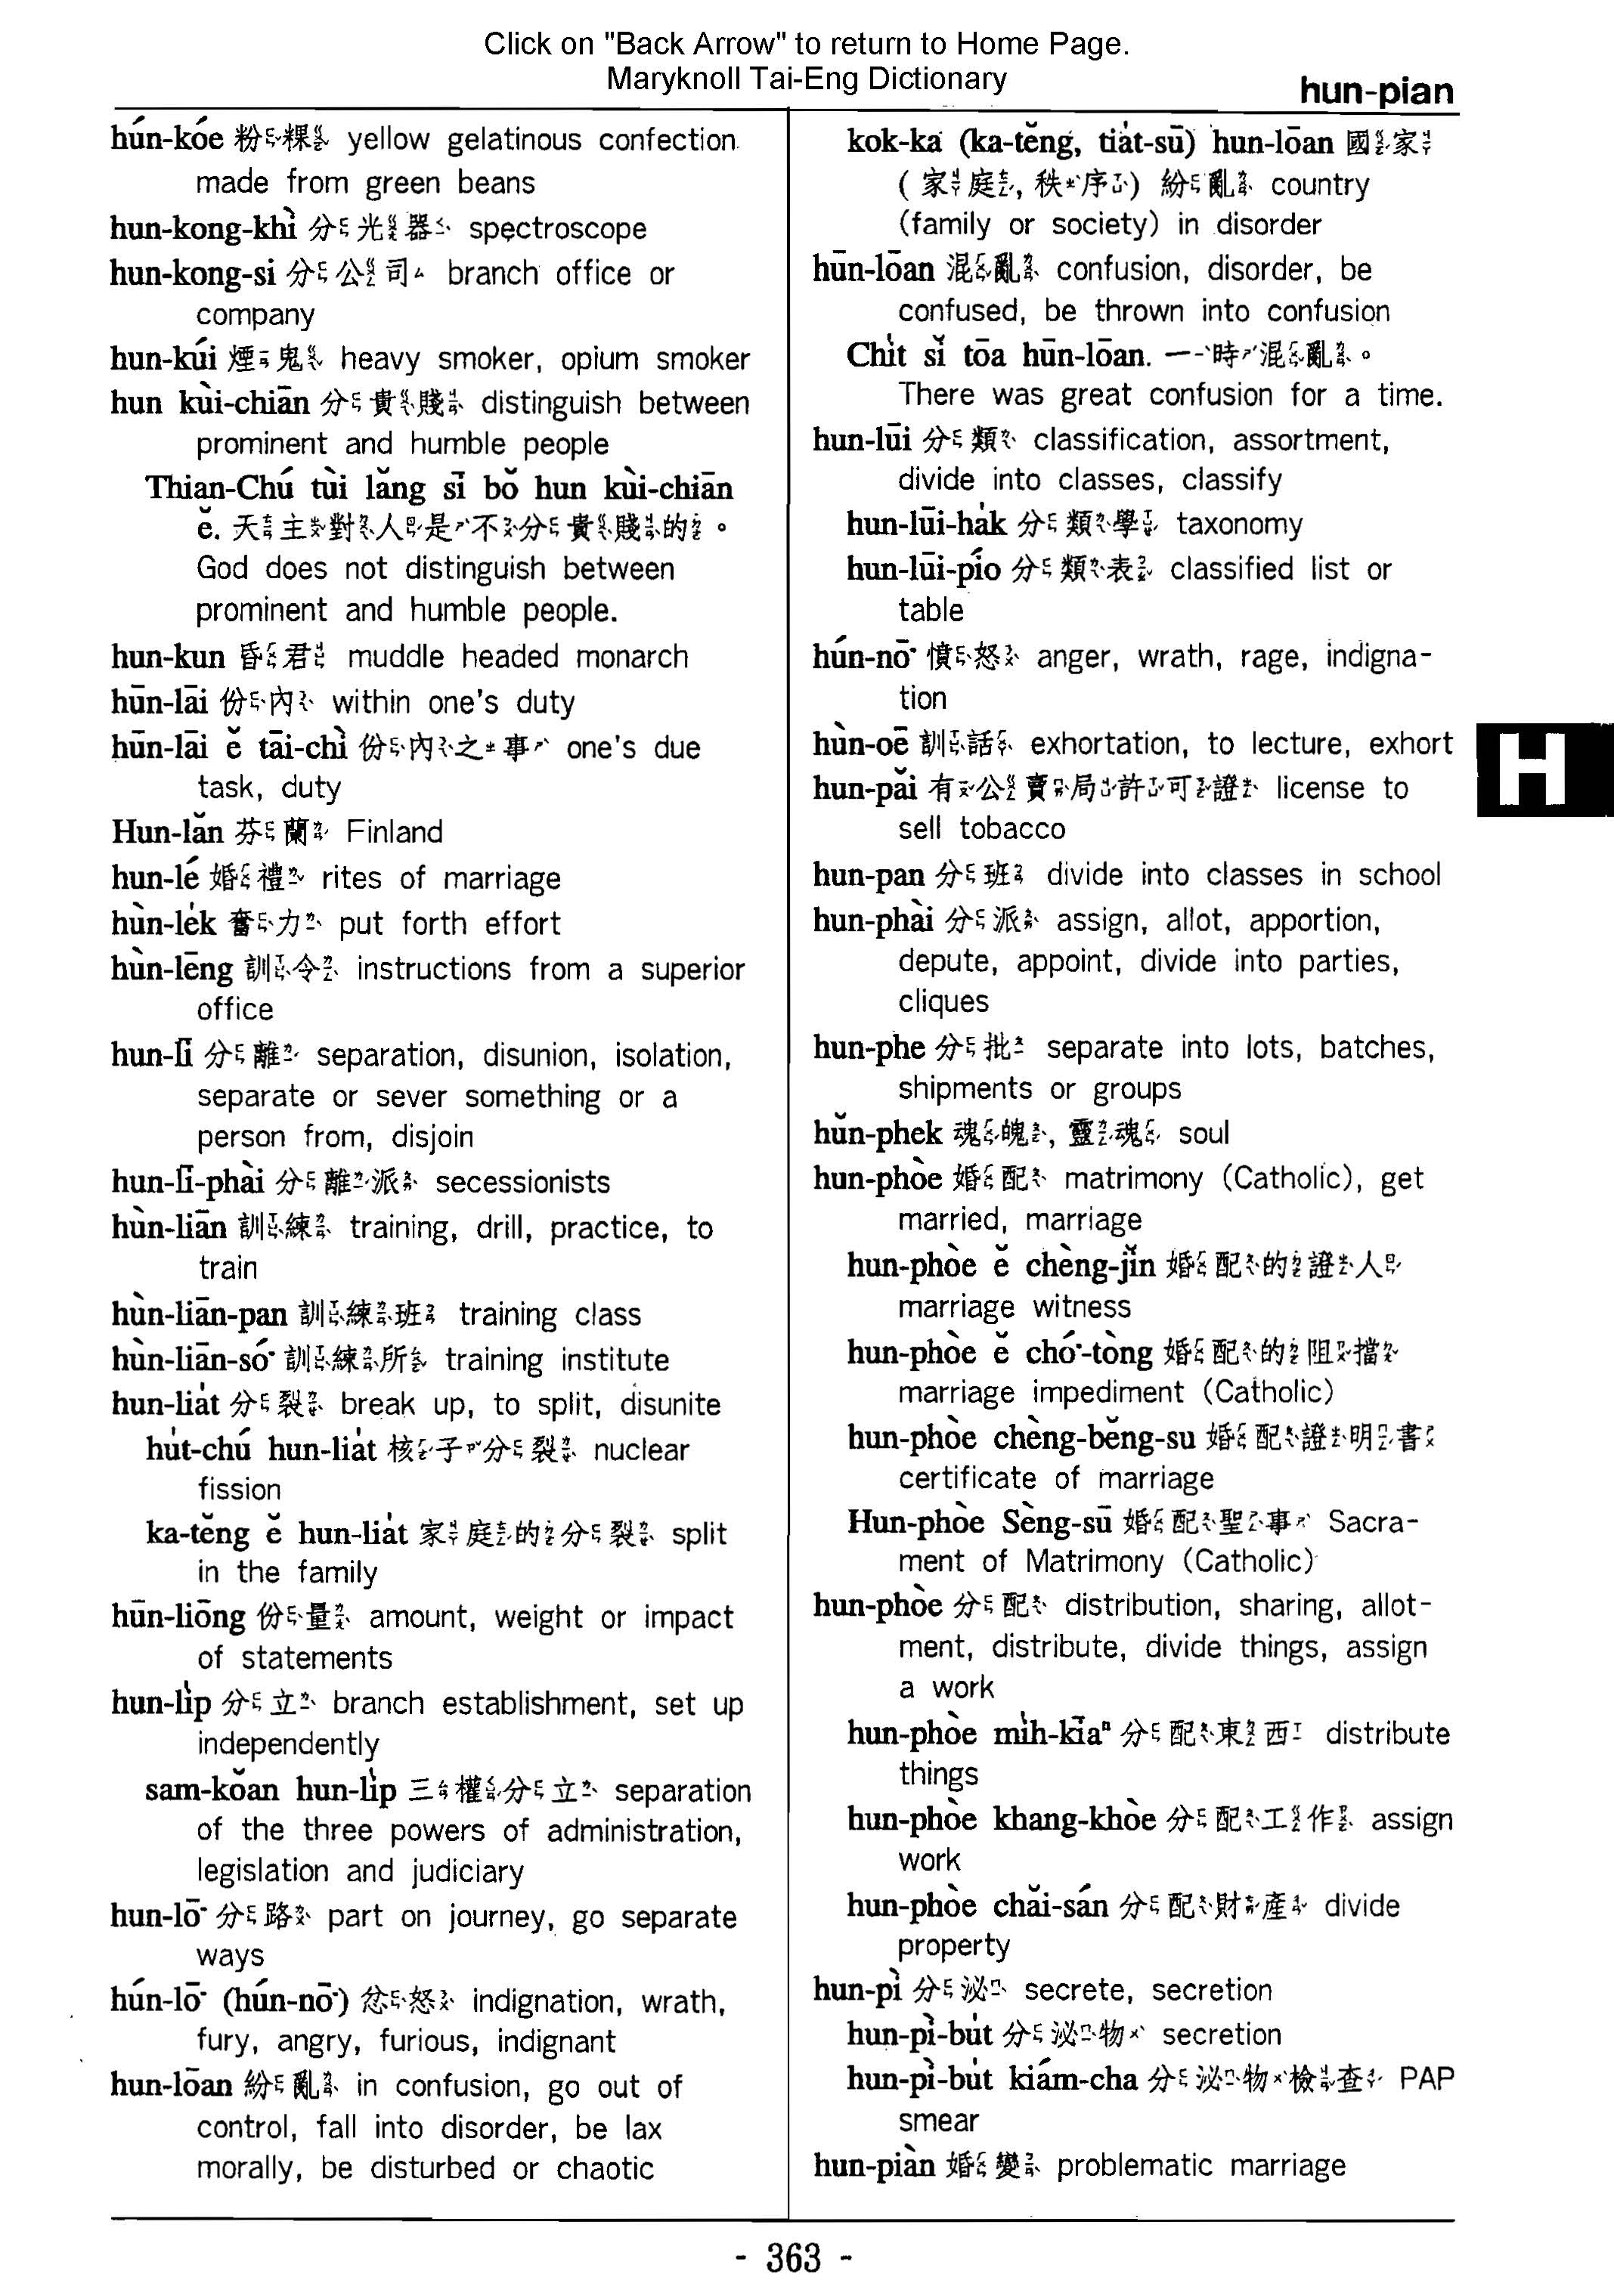 Click on "Back Arrow" to return to Home Page.
Maryknoll Tai-Eng Dictionary
hun-pian
hún-kóe 粉粿 yellow gelatinous confection
made from green beans
hun-kong-khì 分光器 spectroscope
hun-kong-si 分公司 branch office or
company
hun-kúi 煙鬼 heavy smoker, opium smoker
hun kùi-chiān 分貴賤 distinguish between
prominent and humble people
Thian-Chú tùi lăng sī bŏ hun kùi-chiān
ĕ. 天主對人是不分貴賤的。
God does not distinguish between
prominent and humble people.
hun-kun 昏君 muddle headed monarch
hūn-lāi 份內 within one's duty
hūn-lāi ĕ tāi-chì 份內之事 one's due
task, duty
Hun-lăn 芬蘭 Finland
hun-lé 婚禮 rites of marriage
hùn-le̍k 奮力 put forth effort
hùn-lēng 訓令 instructions from a superior
office
hun-lĭ 分離 separation, disunion, isolation,
separate or sever something or a
person from, disjoin
hun-lĭ-phài 分離派 secessionists
hùn-liān 訓練 training, drill, practice, to
train
hùn-liān-pan 訓練班 training class
hùn-liān-só͘ 訓練所 training institute
hun-lia̍t 分裂 break up, to split, disunite
hu̍t-chú hun-lia̍t 核子分裂 nuclear
fission
ka-tĕng ĕ hun-lia̍t 家庭的分裂 split
in the family
hūn-liōng 份量 amount, weight or impact
of statements
hun-li̍p 分立 branch establishment, set up
independently
sam-koăn hun-li̍p 三權分立 separation
of the three powers of administration,
legislation and judiciary
hun-lō͘ 分路 part on journey, go separate
ways
hún-lō͘ (hún-nō͘) 忿怒 indignation, wrath,
fury, angry, furious, indignant
hun-lōan 紛亂 in confusion, go out of
control, fall into disorder, be lax
morally, be disturbed or chaotic
kok-ka (ka-tĕng, tia̍t-sū) hun-lōan 國家
(家庭, 秩序) 紛亂 country
(family or society) in disorder
hūn-lōan 混亂 confusion, disorder, be
confused, be thrown into confusion
Chi̍t sĭ tōa hūn-lōan. 一時混亂。
There was great confusion for a time.
hun-lūi 分類 classification, assortment,
divide into classes, classify
hun-lūi-ha̍k 分類學 taxonomy
hun-lūi-pío 分類表 classified list or
table
hún-nō͘ 憤怒 anger, wrath, rage, indigna-
tion
hùn-oē 訓話 exhortation, to lecture, exhort
hun-păi 有公賣局許可證 license to
sell tobacco
hun-pan 分班 divide into classes in school
hun-phài 分派 assign, allot, apportion,
depute, appoint, divide into parties,
cliques
hun-phe 分批 separate into lots, batches,
shipments or groups
hŭn-phek 魂魄, 靈魂 soul
hun-phòe 婚配 matrimony (Catholic), get
married, marriage
hun-phòe ĕ chèng-jĭn 婚配的證人
marriage witness
hun-phòe ĕ chó͘-tòng 婚配的阻擋
marriage impediment (Catholic)
hun-phòe chèng-bĕng-su 婚配證明書
certificate of marriage
Hun-phòe Sèng-sū 婚配聖事 Sacra-
ment of Matrimony (Catholic)
hun-phòe 分配 distribution, sharing, allot-
ment, distribute, divide things, assign
a work
hun-phòe mi̍h-kīaⁿ 分配東西 distribute
things
hun-phòe khang-khòe 分配工作 assign
work
hun-phòe chăi-sán 分配財產 divide
property
hun-pì 分泌 secrete, secretion
hun-pì-bu̍t 分泌物 secretion
hun-pì-bu̍t kiám-cha 分泌物檢查 PAP
smear
hun-piàn 婚變 problematic marriage
H
- 363 -